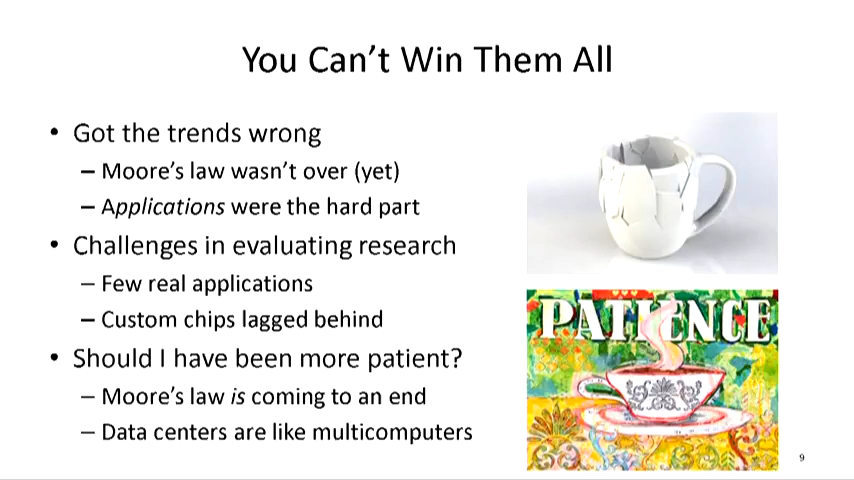 You Can't Win Them All
• Got the trends wrong
– Moore's law wasn't over (yet)
– Applications were the hard part
• Challenges in evaluating research
– Few real applications
– Custom chips lagged behind
• Should I have been more patient?
– Moore's law is coming to an end
– Data centers are like multicomputers
PATIENCE
9